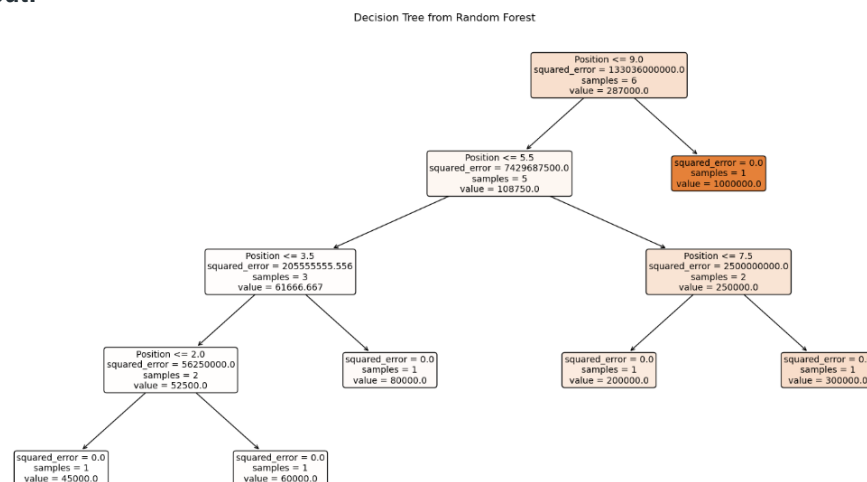 Decision Tree from Random Forest
Position <= 9.0
squared_error = 133036000000.0
samples = 6
value = 287000.0
Position <= 5.5
squared_error = 7429687500.0
samples = 5
value = 108750.0
squared_error = 0.0
samples = 1
value = 1000000.0
Position <= 3.5
squared_error = 205555555.556
samples = 3
value = 61666.667
Position <= 7.5
squared_error = 2500000000.0
samples = 2
value = 250000.0
Position <= 2.0
squared_error = 56250000.0
samples = 2
value = 52500.0
squared_error = 0.0
samples = 1
value = 80000.0
squared_error = 0.0
samples = 1
value = 200000.0
squared_error = 0.
samples = 1
value = 300000.0
squared_error = 0.0
samples = 1
value = 45000.0
squared_error = 0.0
samples = 1
value = 60000.0